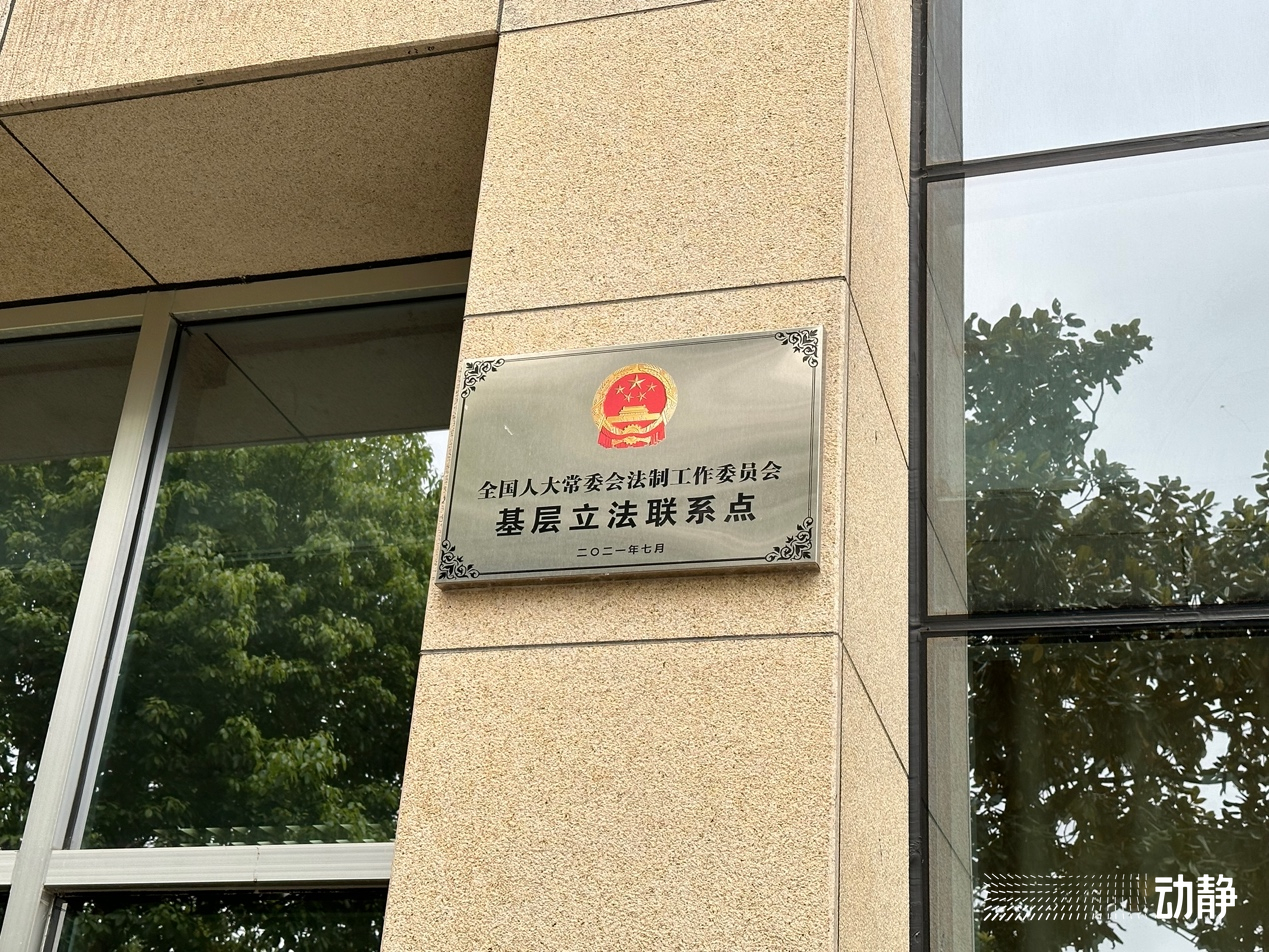 全国人大常委会法制工作委员会
基层立法联系点
二〇二一年七月
动静